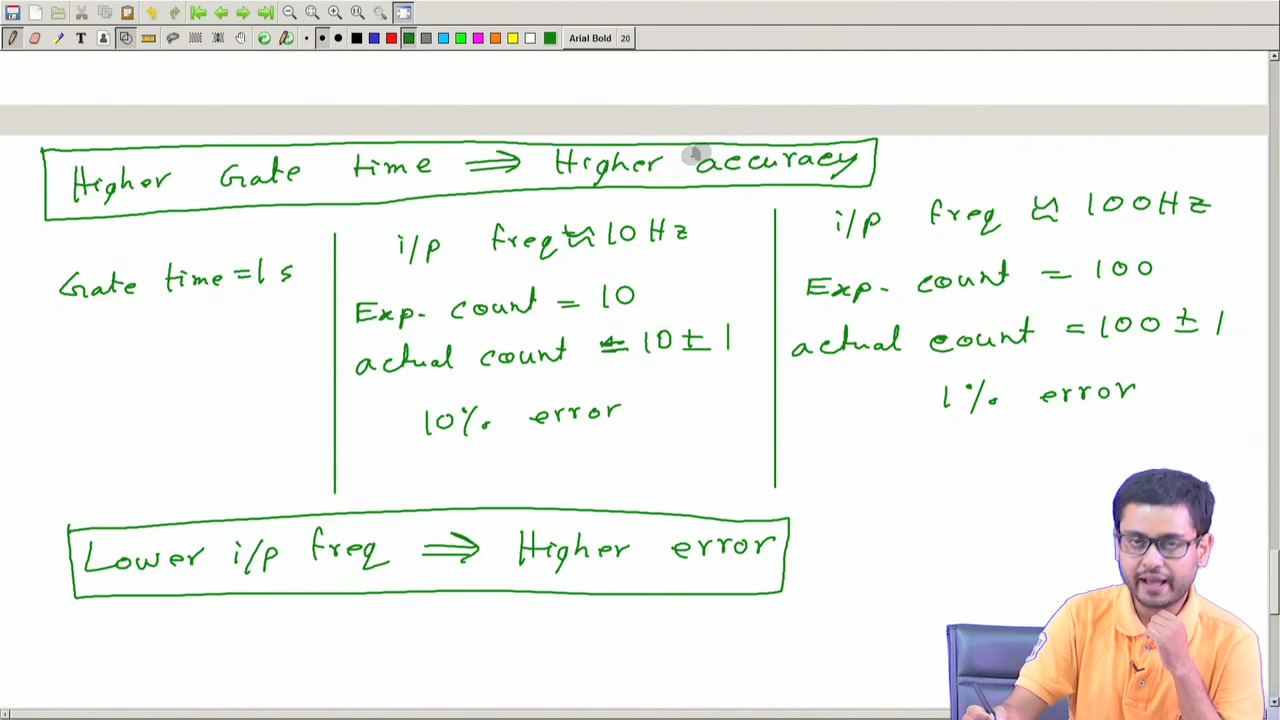 Arial Bold 20
Higher Gate time ⇒ Higher accuracy
Gate time = 1 s
i/p freq ≈ 10 Hz
Exp. count = 10
actual count = 10 ± 1
10% error
i/p freq ≈ 100 Hz
Exp. count = 100
actual count = 100 ± 1
1% error
Lower i/p freq ⇒ Higher error